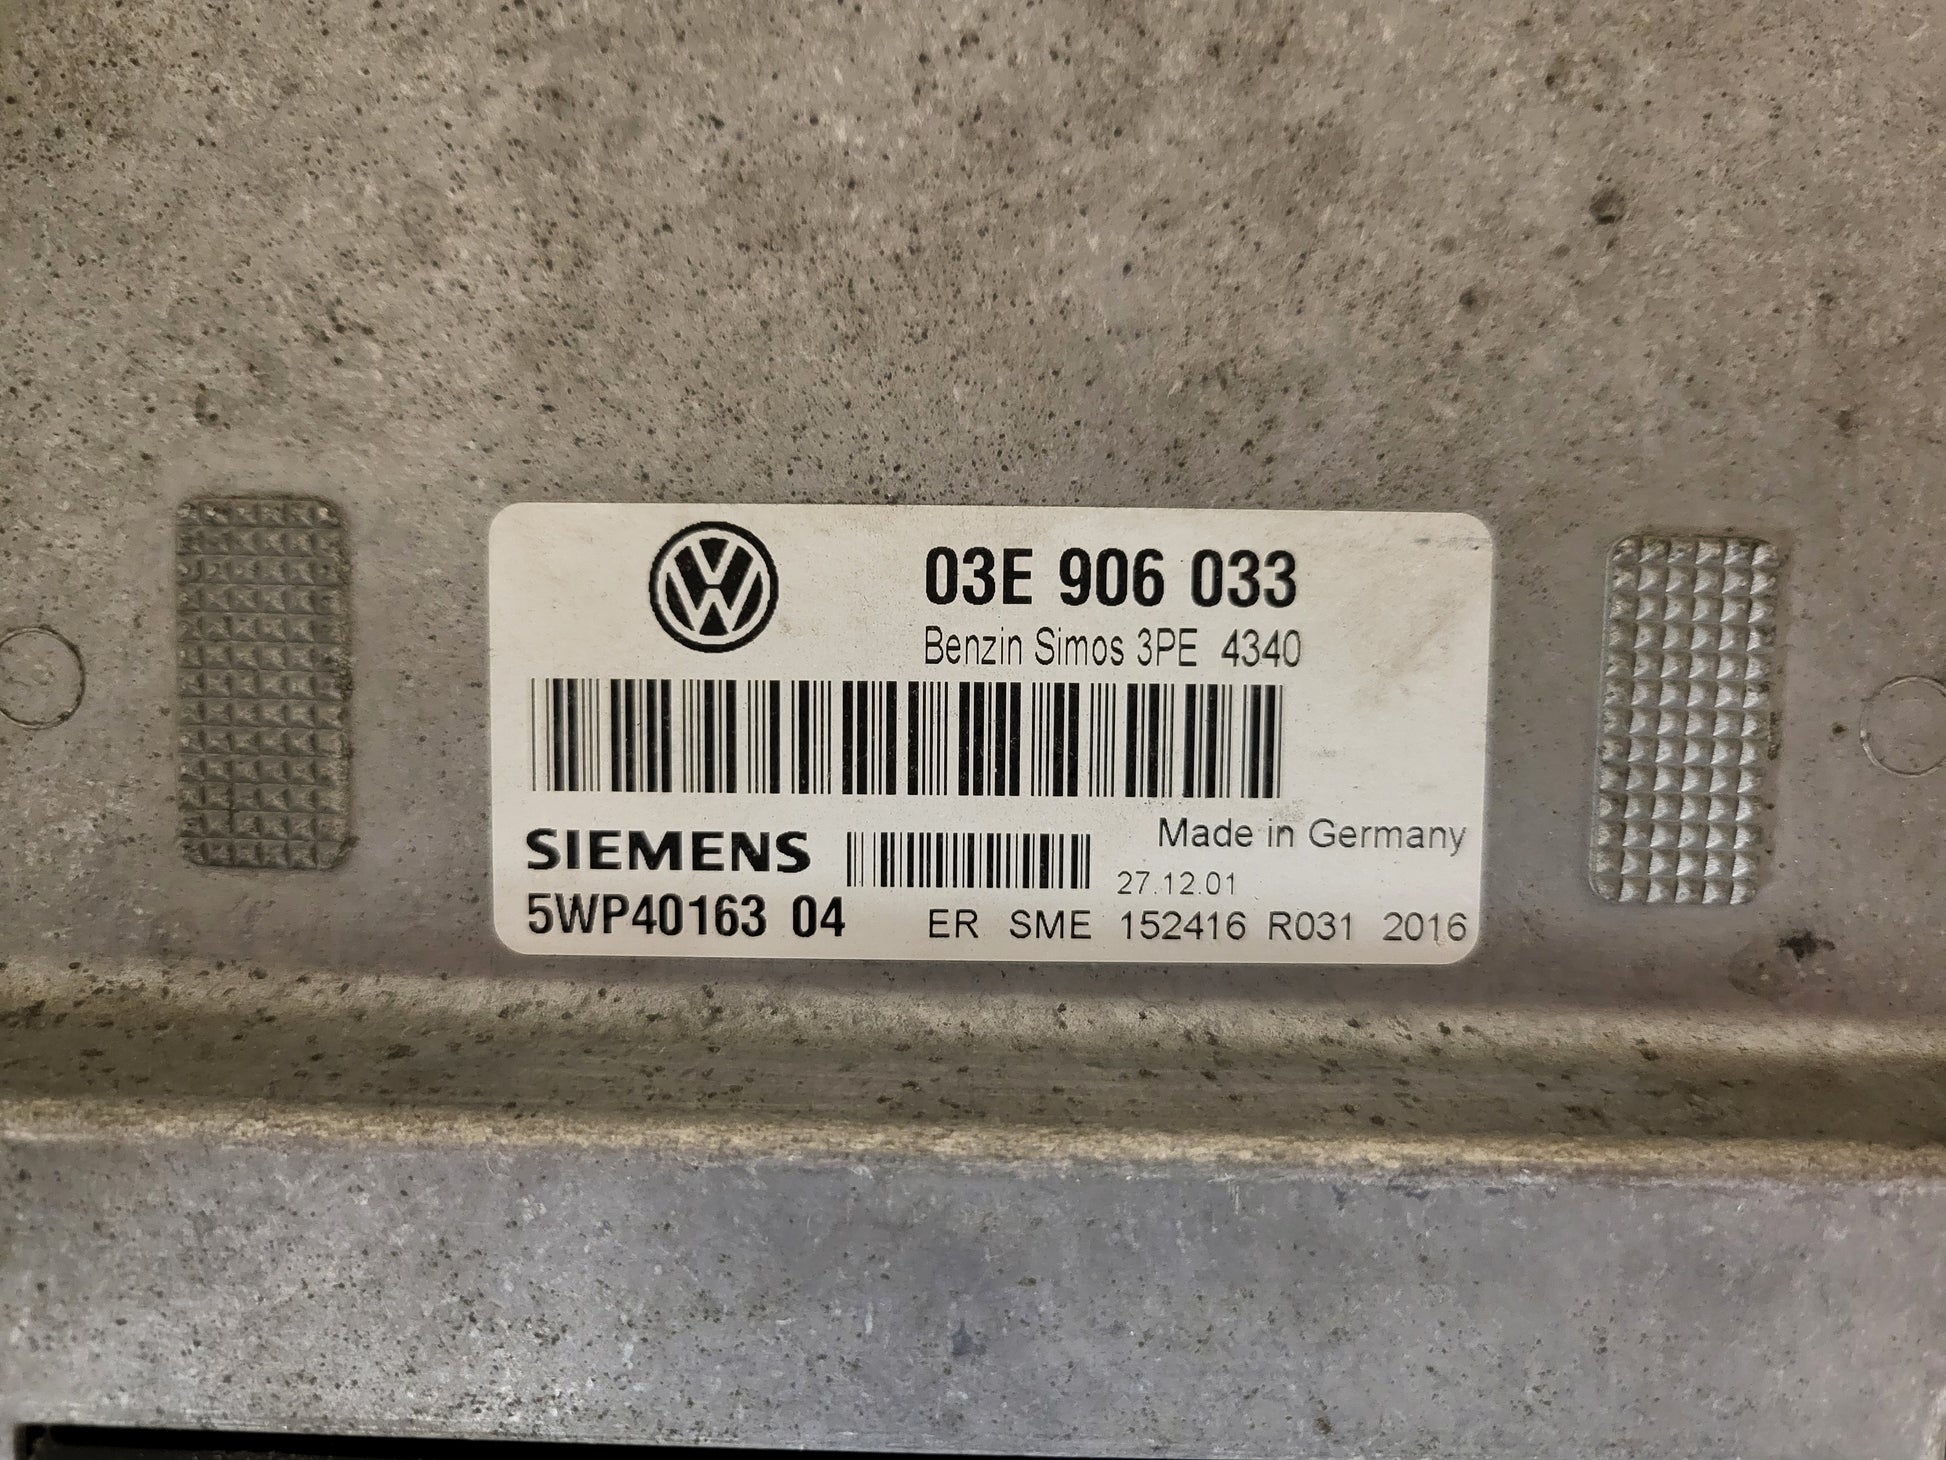 03E 906 033
Benzin Simos 3PE 4340
SIEMENS
Made in Germany
27.12.01
5WP40163 04 ER SME 152416 R031 2016